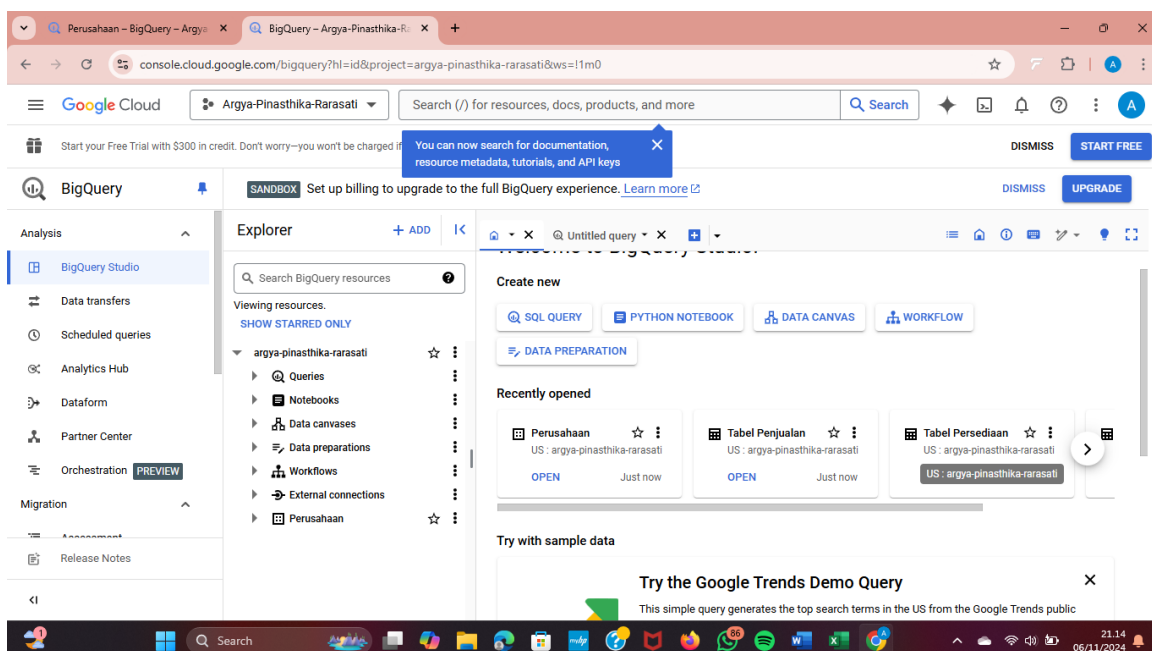 Perusahaan – BigQuery – Argya
BigQuery – Argya-Pinasthika-Ra
console.cloud.google.com/bigquery?hl=id&project=argya-pinasthika-rarasati&ws=!1m0
A
Google Cloud
Argya-Pinasthika-Rarasati
Search (/) for resources, docs, products, and more
Search
A
Start your Free Trial with $300 in credit. Don't worry—you won't be charged if
You can now search for documentation,
resource metadata, tutorials, and API keys
DISMISS
START FREE
BigQuery
SANDBOX Set up billing to upgrade to the full BigQuery experience. Learn more
DISMISS
UPGRADE
Analysis
BigQuery Studio
Data transfers
Scheduled queries
Analytics Hub
Dataform
Partner Center
Orchestration PREVIEW
Migration
Assessment
Release Notes
Explorer
+ ADD
Search BigQuery resources
Viewing resources.
SHOW STARRED ONLY
argya-pinasthika-rarasati
Queries
Notebooks
Data canvases
Data preparations
Workflows
External connections
Perusahaan
Untitled query
Welcome to BigQuery Studio!
Create new
SQL QUERY
PYTHON NOTEBOOK
DATA CANVAS
WORKFLOW
DATA PREPARATION
Recently opened
Perusahaan
US : argya-pinasthika-rarasati
OPEN
Just now
Tabel Penjualan
US : argya-pinasthika-rarasati
OPEN
Just now
Tabel Persediaan
US : argya-pinasthika-rarasati
US : argya-pinasthika-rarasati
Try with sample data
Try the Google Trends Demo Query
This simple query generates the top search terms in the US from the Google Trends public
1
Search
mhp
86
21.14
06/11/2024